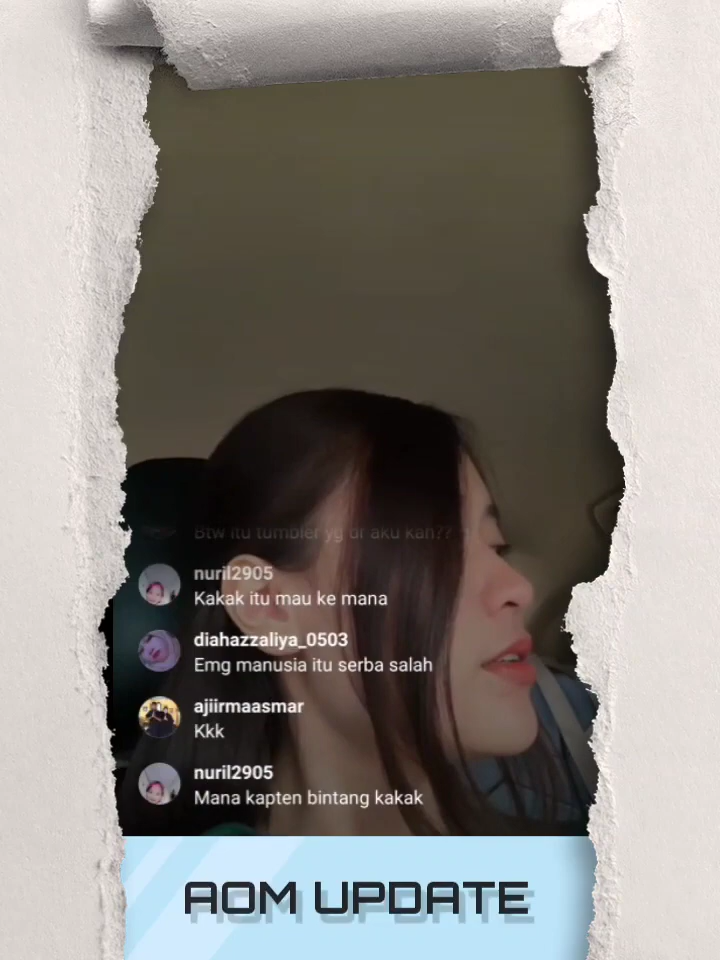 Btw itu tumbler yg dr aku kan??
nuril2905
Kakak itu mau ke mana
diahazzaliya_0503
Emg manusia itu serba salah
ajiirmaasmar
Kkk
nuril2905
Mana kapten bintang kakak
AOM UPDATE